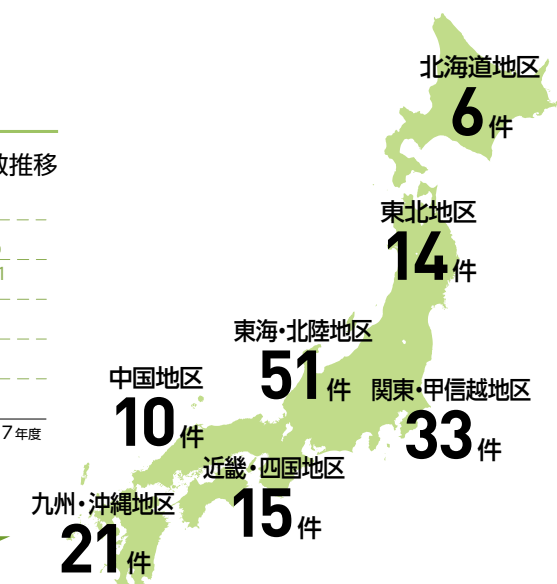 北海道地区
6件
数推移
東北地区
14件
東海・北陸地区
51件
中国地区
10件
関東・甲信越地区
33件
7年度
近畿・四国地区
15件
九州・沖縄地区
21件